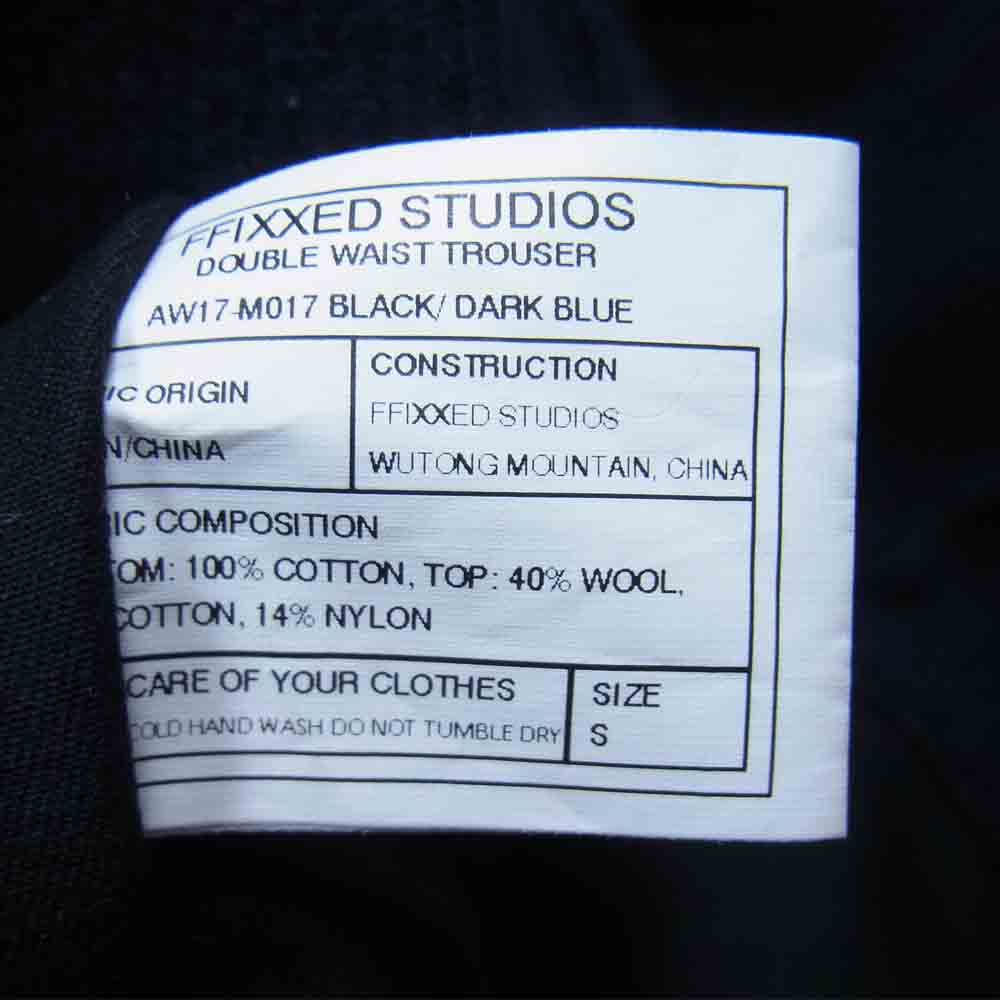 FFIXXED STUDIOS
DOUBLE WAIST TROUSER
AW17-M017 BLACK/ DARK BLUE
IC ORIGIN
N/CHINA
CONSTRUCTION
FFIXXED STUDIOS
WUTONG MOUNTAIN, CHINA
IC COMPOSITION
OM: 100% COTTON, TOP: 40% WOOL,
COTTON, 14% NYLON
CARE OF YOUR CLOTHES
COLD HAND WASH DO NOT TUMBLE DRY
SIZE
S